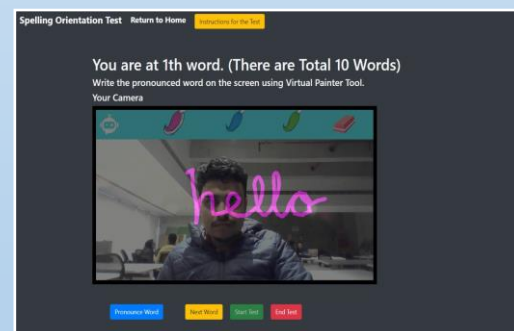 Spelling Orientation Test Return to Home Instructions for the Test
You are at 1th word. (There are Total 10 Words)
Write the pronounced word on the screen using Virtual Painter Tool.
Your Camera
hello
Pronounce Word Next Word Start Test End Test